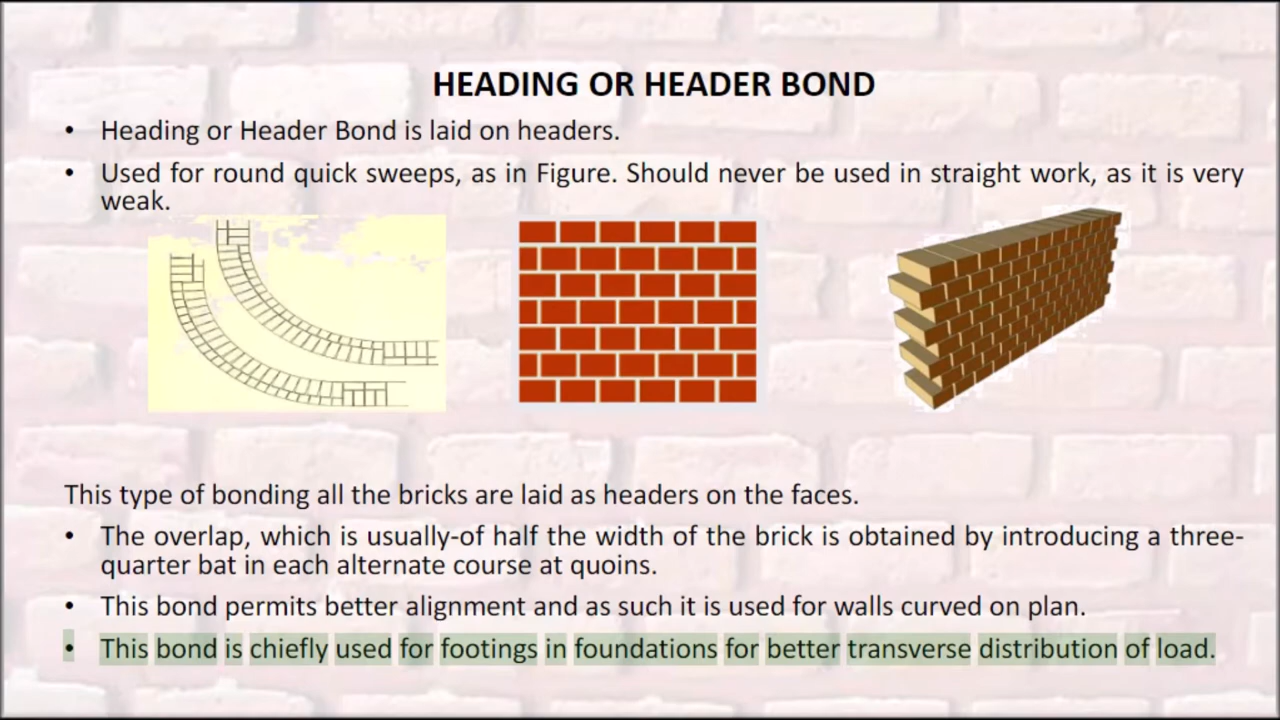 HEADING OR HEADER BOND
• Heading or Header Bond is laid on headers.
• Used for round quick sweeps, as in Figure. Should never be used in straight work, as it is very
weak.
This type of bonding all the bricks are laid as headers on the faces.
• The overlap, which is usually-of half the width of the brick is obtained by introducing a three-
quarter bat in each alternate course at quoins.
• This bond permits better alignment and as such it is used for walls curved on plan.
• This bond is chiefly used for footings in foundations for better transverse distribution of load.